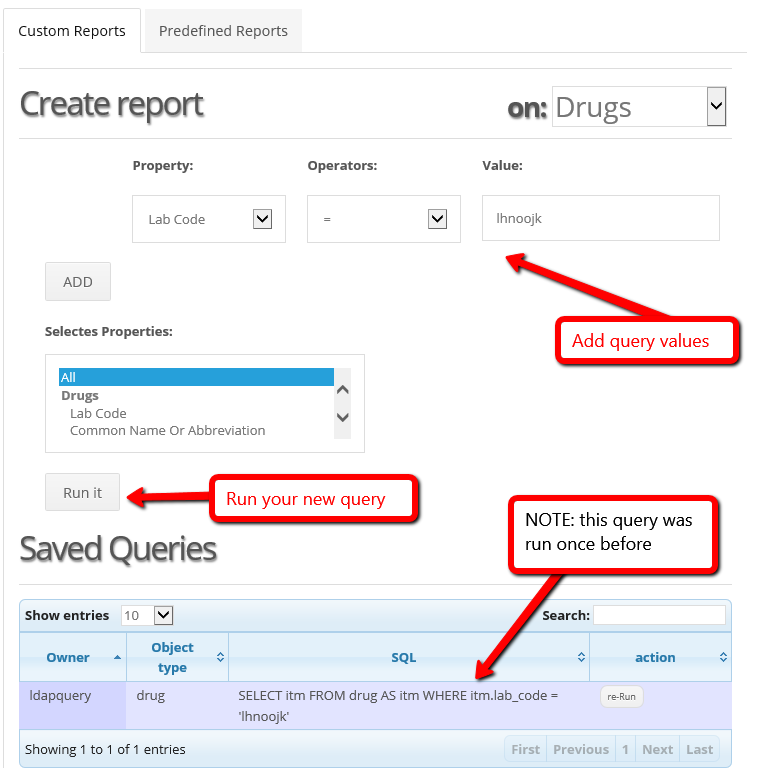 Custom Reports Predefined Reports
Create report on: Drugs
Property: Operators: Value:
Lab Code = lhnoojk
ADD
Add query values
Selectes Properties:
All
Drugs
Lab Code
Common Name Or Abbreviation
Run it
Run your new query
NOTE: this query was
run once before
Saved Queries
Show entries 10 Search:
Owner Object type SQL action
ldapquery drug SELECT itm FROM drug AS itm WHERE itm.lab_code = re-Run
'lhnoojk'
Showing 1 to 1 of 1 entries First Previous 1 Next Last